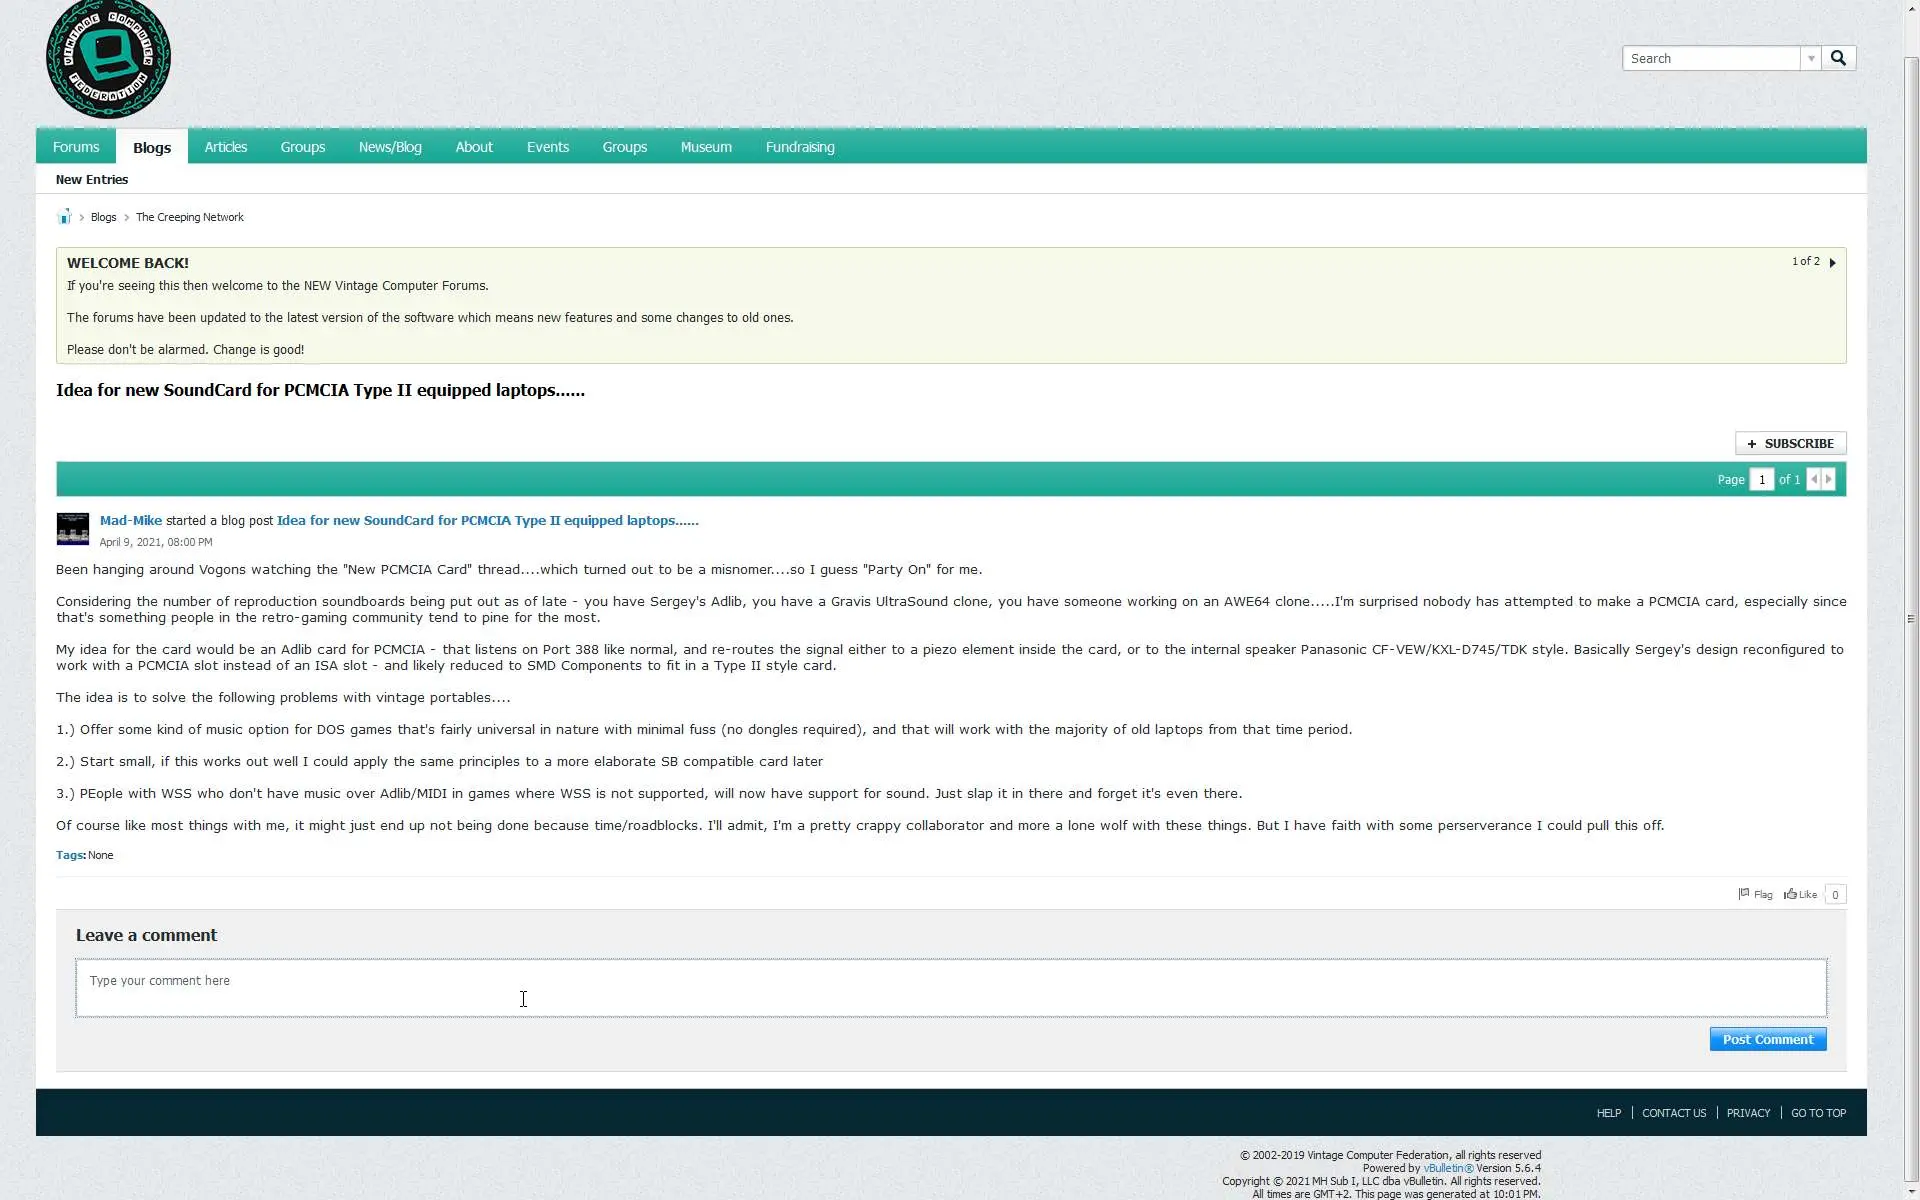 VINTAGE COMPUTER FEDERATION
Search
Forums Blogs Articles Groups News/Blog About Events Groups Museum Fundraising
New Entries
Blogs > The Creeping Network
WELCOME BACK! 1 of 2
If you're seeing this then welcome to the NEW Vintage Computer Forums.
The forums have been updated to the latest version of the software which means new features and some changes to old ones.
Please don't be alarmed. Change is good!
Idea for new SoundCard for PCMCIA Type II equipped laptops......
+ SUBSCRIBE
Page 1 of 1
Mad-Mike started a blog post Idea for new SoundCard for PCMCIA Type II equipped laptops......
April 9, 2021, 08:00 PM
Been hanging around Vogons watching the "New PCMCIA Card" thread....which turned out to be a misnomer....so I guess "Party On" for me.
Considering the number of reproduction soundboards being put out as of late - you have Sergey's Adlib, you have a Gravis UltraSound clone, you have someone working on an AWE64 clone.....I'm surprised nobody has attempted to make a PCMCIA card, especially since
that's something people in the retro-gaming community tend to pine for the most.
My idea for the card would be an Adlib card for PCMCIA - that listens on Port 388 like normal, and re-routes the signal either to a piezo element inside the card, or to the internal speaker Panasonic CF-VEW/KXL-D745/TDK style. Basically Sergey's design reconfigured to
work with a PCMCIA slot instead of an ISA slot - and likely reduced to SMD Components to fit in a Type II style card.
The idea is to solve the following problems with vintage portables....
1.) Offer some kind of music option for DOS games that's fairly universal in nature with minimal fuss (no dongles required), and that will work with the majority of old laptops from that time period.
2.) Start small, if this works out well I could apply the same principles to a more elaborate SB compatible card later
3.) PEople with WSS who don't have music over Adlib/MIDI in games where WSS is not supported, will now have support for sound. Just slap it in there and forget it's even there.
Of course like most things with me, it might just end up not being done because time/roadblocks. I'll admit, I'm a pretty crappy collaborator and more a lone wolf with these things. But I have faith with some perserverance I could pull this off.
Tags: None
Flag Like 0
Leave a comment
Type your comment here
Post Comment
HELP | CONTACT US | PRIVACY | GO TO TOP
© 2002-2019 Vintage Computer Federation, all rights reserved
Powered by vBulletin® Version 5.6.4
Copyright © 2021 MH Sub I, LLC dba vBulletin. All rights reserved.
All times are GMT+2. This page was generated at 10:01 PM.